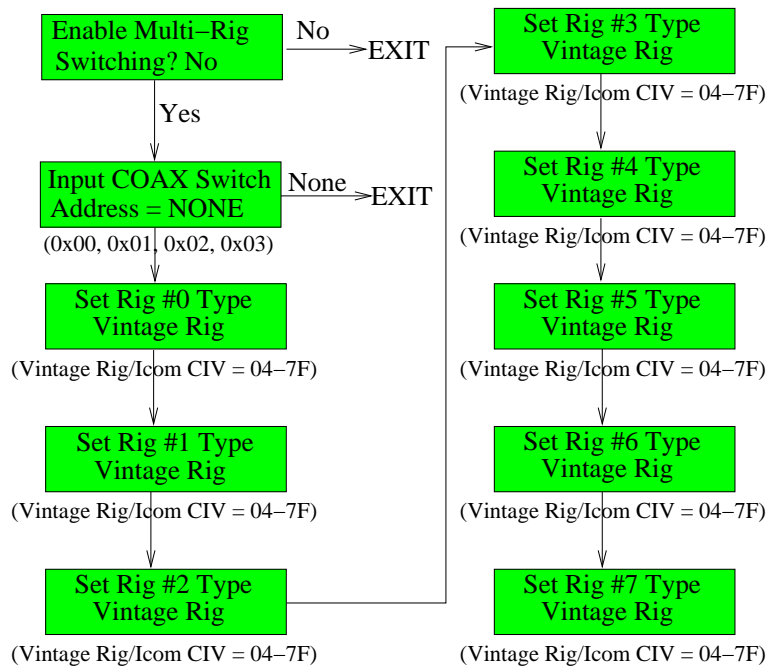 Enable Multi–Rig
Switching? No
No
EXIT
Yes
Input COAX Switch
Address = NONE
None
EXIT
(0x00, 0x01, 0x02, 0x03)
Set Rig #0 Type
Vintage Rig
(Vintage Rig/Icom CIV = 04–7F)
Set Rig #1 Type
Vintage Rig
(Vintage Rig/Icom CIV = 04–7F)
Set Rig #2 Type
Vintage Rig
(Vintage Rig/Icom CIV = 04–7F)
Set Rig #3 Type
Vintage Rig
(Vintage Rig/Icom CIV = 04–7F)
Set Rig #4 Type
Vintage Rig
(Vintage Rig/Icom CIV = 04–7F)
Set Rig #5 Type
Vintage Rig
(Vintage Rig/Icom CIV = 04–7F)
Set Rig #6 Type
Vintage Rig
(Vintage Rig/Icom CIV = 04–7F)
Set Rig #7 Type
Vintage Rig
(Vintage Rig/Icom CIV = 04–7F)